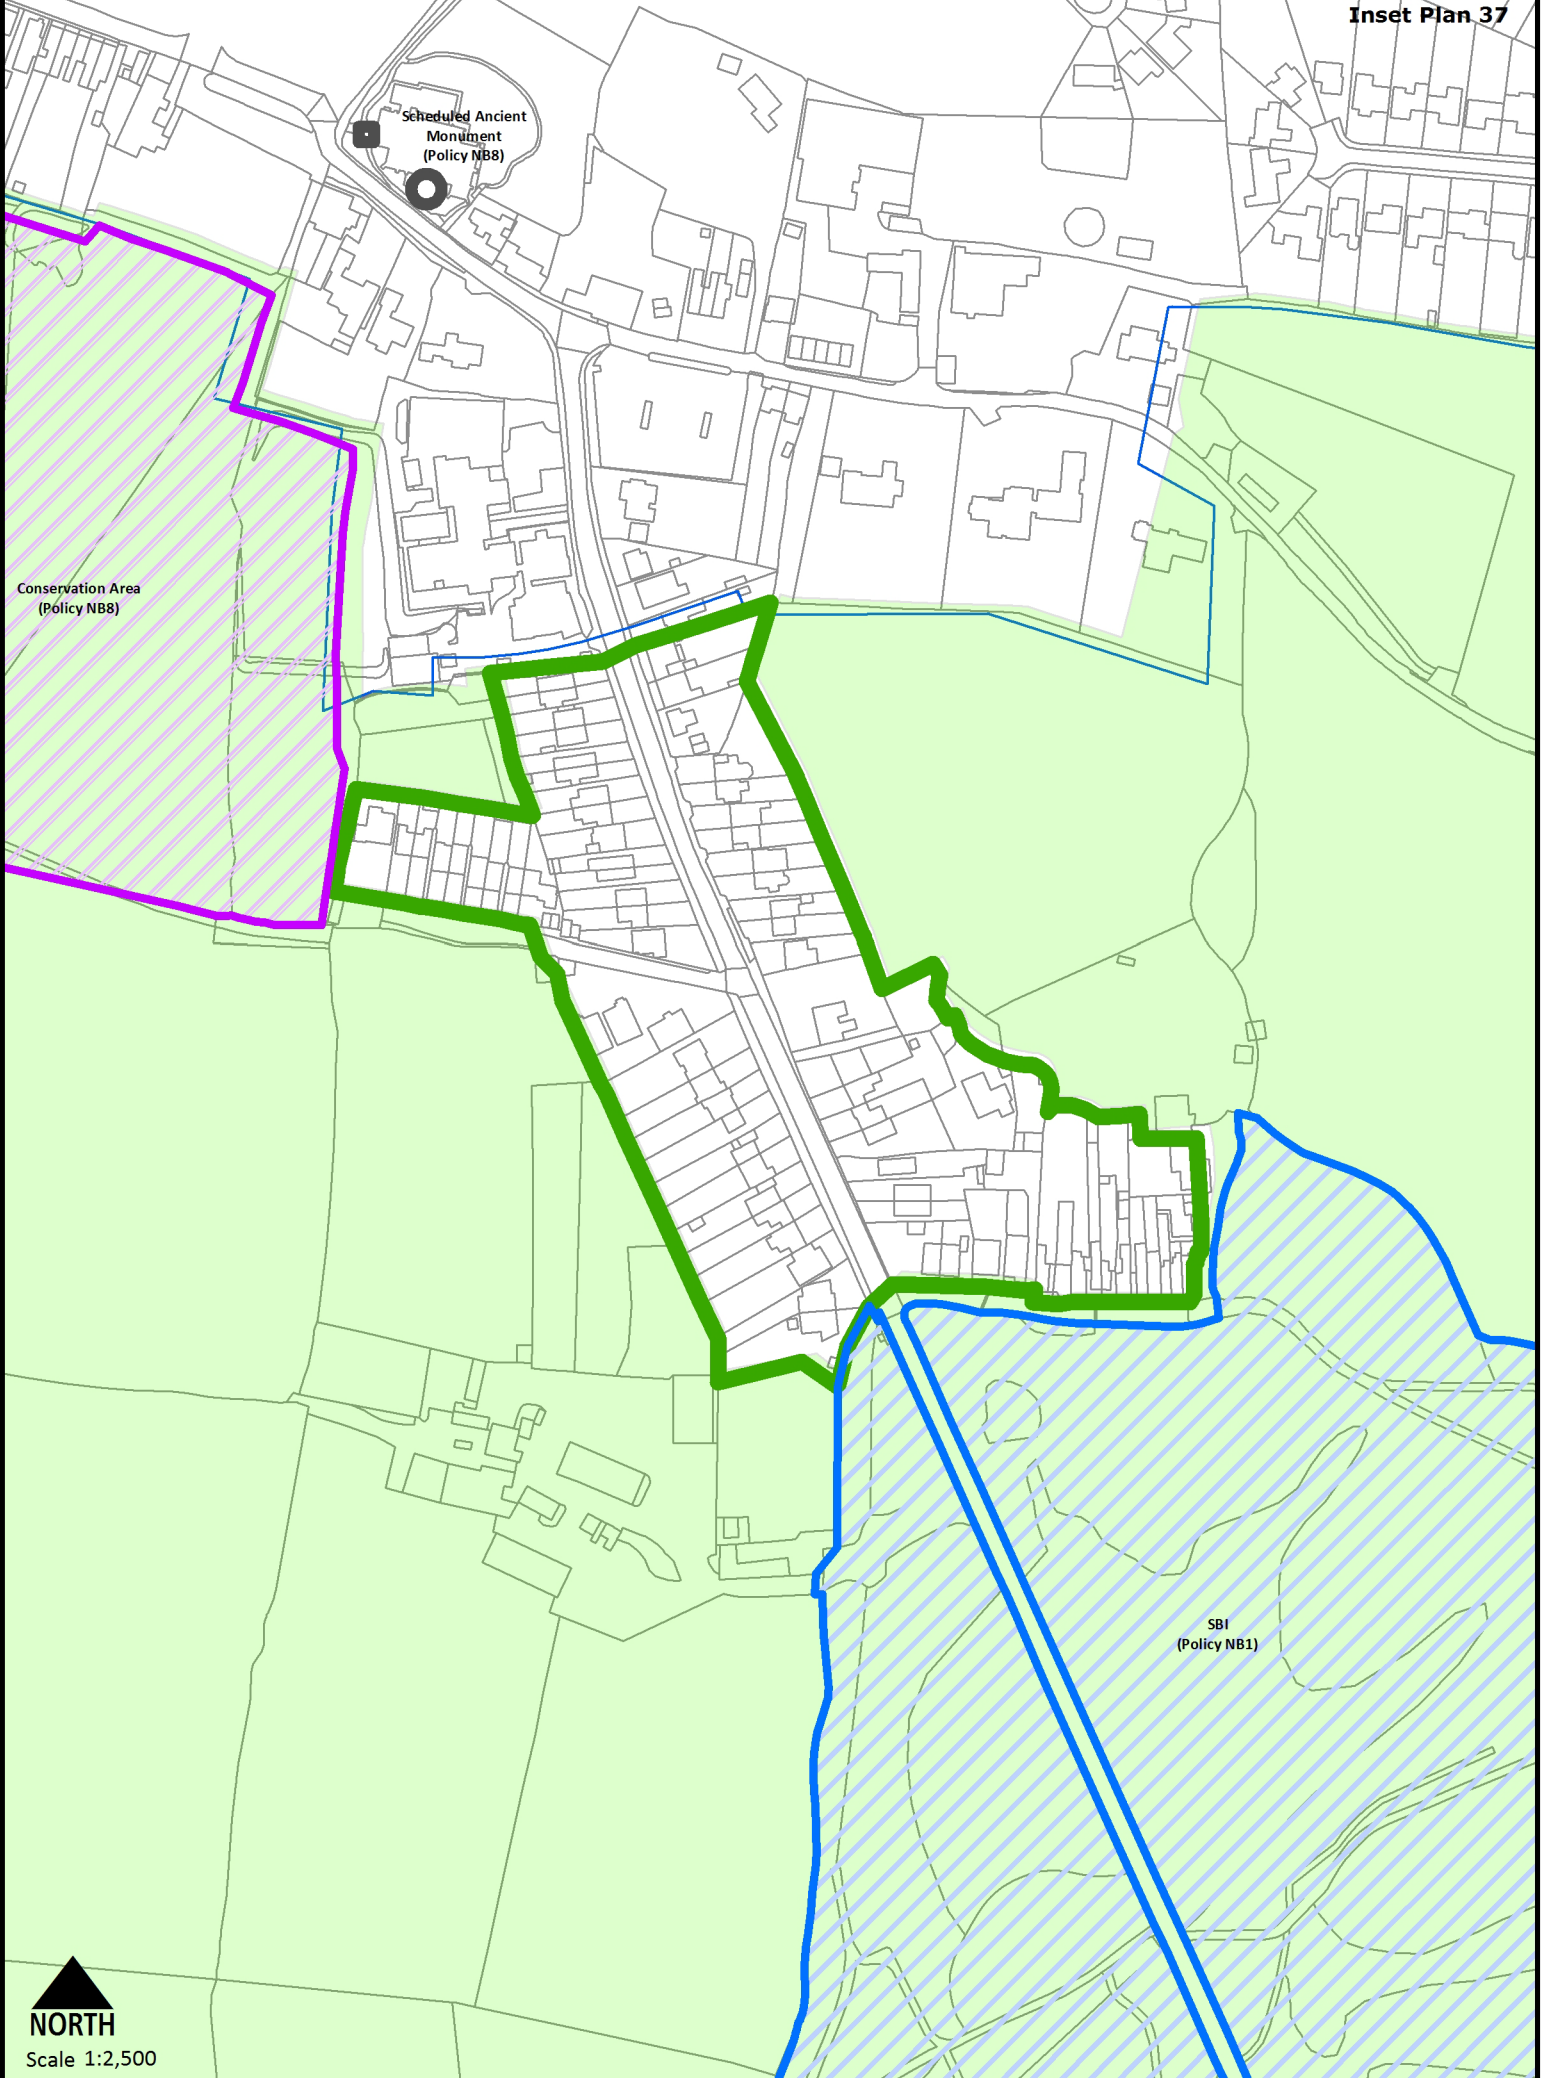 Inset Plan 37
Scheduled Ancient
Monument
(Policy NB8)
Conservation Area
(Policy NB8)
SBI
(Policy NB1)
NORTH
Scale 1:2,500